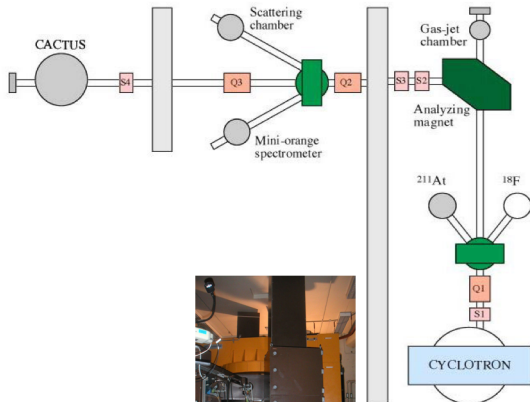 Scattering
chamber
Gas-jet
chamber
CACTUS
S4
Q3
Q2
S3
S2
Analyzing
magnet
Mini-orange
spectrometer
²¹¹At
¹⁸F
Q1
S1
CYCLOTRON